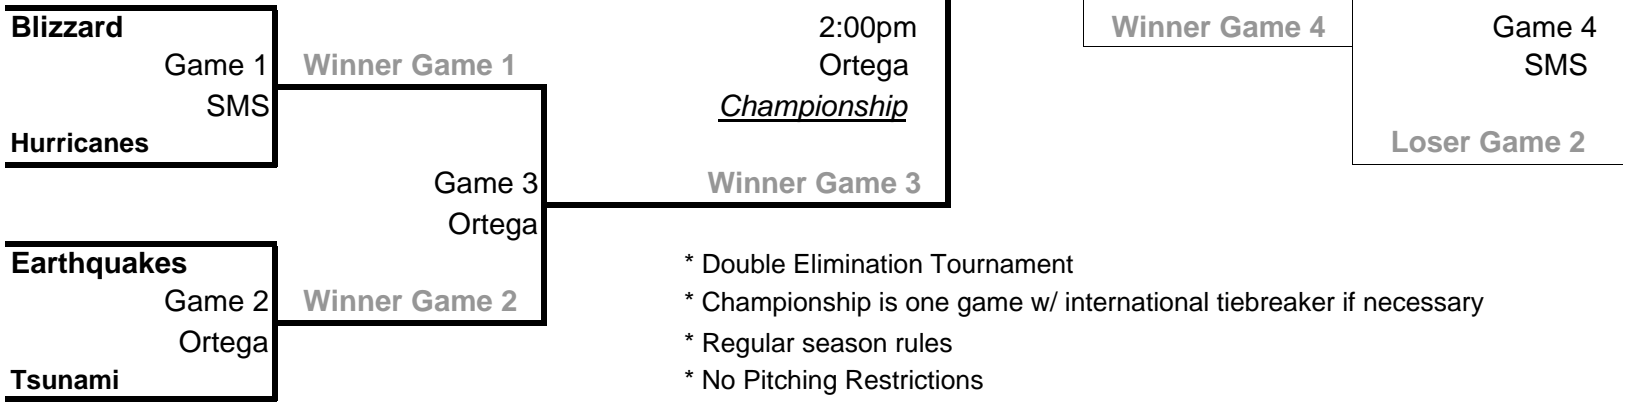 Blizzard 2:00pm Winner Game 4 Game 4
Game 1 Winner Game 1 Ortega SMS
SMS Championship
Hurricanes Loser Game 2
Game 3 Winner Game 3
Ortega
Earthquakes * Double Elimination Tournament
Game 2 Winner Game 2 * Championship is one game w/ international tiebreaker if necessary
Ortega * Regular season rules
Tsunami * No Pitching Restrictions